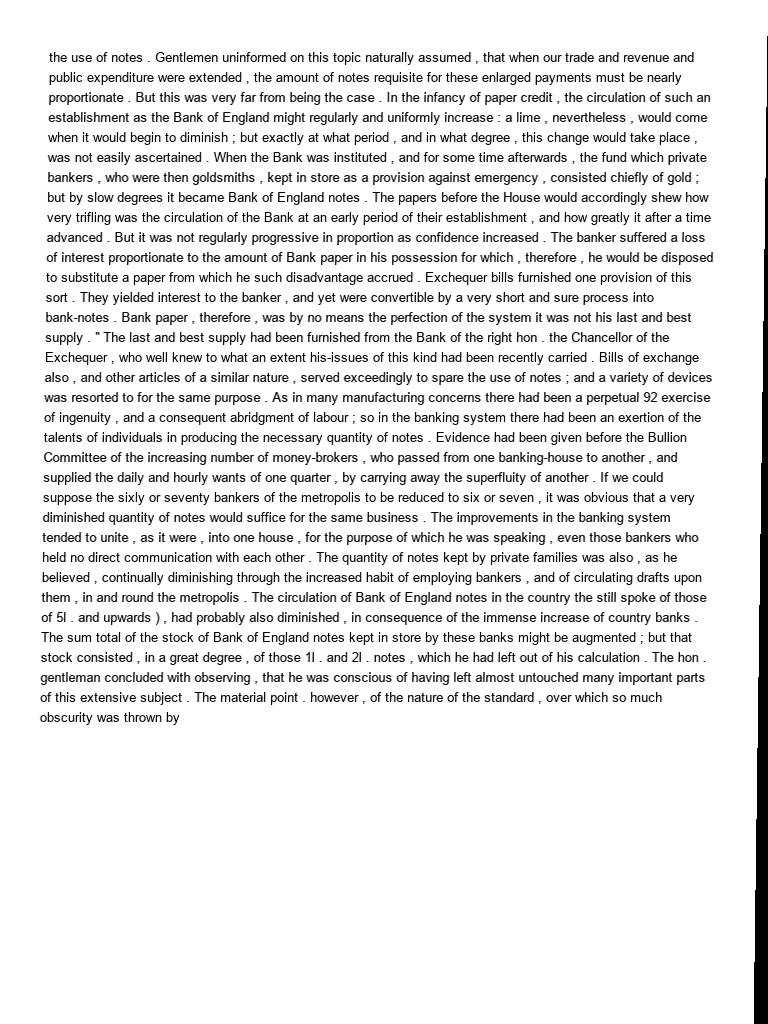 the use of notes . Gentlemen uninformed on this topic naturally assumed , that when our trade and revenue and
public expenditure were extended , the amount of notes requisite for these enlarged payments must be nearly
proportionate . But this was very far from being the case . In the infancy of paper credit , the circulation of such an
establishment as the Bank of England might regularly and uniformly increase : a lime , nevertheless , would come
when it would begin to diminish ; but exactly at what period , and in what degree , this change would take place ,
was not easily ascertained . When the Bank was instituted , and for some time afterwards , the fund which private
bankers , who were then goldsmiths , kept in store as a provision against emergency , consisted chiefly of gold ;
but by slow degrees it became Bank of England notes . The papers before the House would accordingly shew how
very trifling was the circulation of the Bank at an early period of their establishment , and how greatly it after a time
advanced . But it was not regularly progressive in proportion as confidence increased . The banker suffered a loss
of interest proportionate to the amount of Bank paper in his possession for which , therefore , he would be disposed
to substitute a paper from which he such disadvantage accrued . Exchequer bills furnished one provision of this
sort . They yielded interest to the banker , and yet were convertible by a very short and sure process into
bank-notes . Bank paper , therefore , was by no means the perfection of the system it was not his last and best
supply . " The last and best supply had been furnished from the Bank of the right hon . the Chancellor of the
Exchequer , who well knew to what an extent his-issues of this kind had been recently carried . Bills of exchange
also , and other articles of a similar nature , served exceedingly to spare the use of notes ; and a variety of devices
was resorted to for the same purpose . As in many manufacturing concerns there had been a perpetual 92 exercise
of ingenuity , and a consequent abridgment of labour ; so in the banking system there had been an exertion of the
talents of individuals in producing the necessary quantity of notes . Evidence had been given before the Bullion
Committee of the increasing number of money-brokers , who passed from one banking-house to another , and
supplied the daily and hourly wants of one quarter , by carrying away the superfluity of another . If we could
suppose the sixly or seventy bankers of the metropolis to be reduced to six or seven , it was obvious that a very
diminished quantity of notes would suffice for the same business . The improvements in the banking system
tended to unite , as it were , into one house , for the purpose of which he was speaking , even those bankers who
held no direct communication with each other . The quantity of notes kept by private families was also , as he
believed , continually diminishing through the increased habit of employing bankers , and of circulating drafts upon
them , in and round the metropolis . The circulation of Bank of England notes in the country the still spoke of those
of 5l . and upwards ) , had probably also diminished , in consequence of the immense increase of country banks .
The sum total of the stock of Bank of England notes kept in store by these banks might be augmented ; but that
stock consisted , in a great degree , of those 1l . and 2l . notes , which he had left out of his calculation . The hon .
gentleman concluded with observing , that he was conscious of having left almost untouched many important parts
of this extensive subject . The material point . however , of the nature of the standard , over which so much
obscurity was thrown by